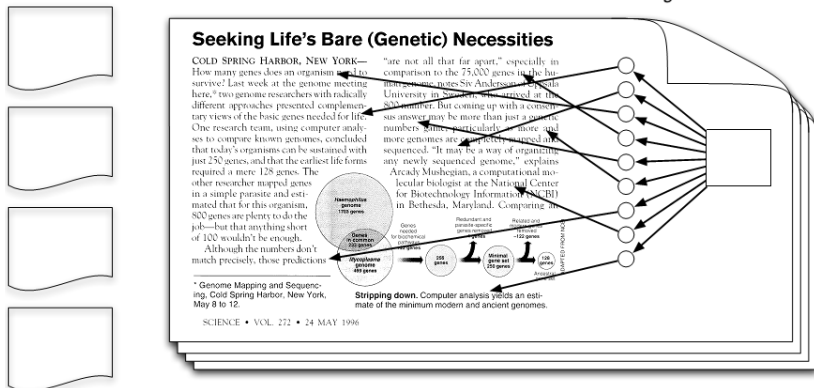 Seeking Life's Bare (Genetic) Necessities
COLD SPRING HARBOR, NEW YORK—
How many genes does an organism need to
survive? Last week at the genome meeting
here,* two genome researchers with radically
different approaches presented complemen-
tary views of the basic genes needed for life.
One research team, using computer analy-
ses to compare known genomes, concluded
that today's organisms can be sustained with
just 250 genes, and that the earliest life forms
required a mere 128 genes. The
other researcher mapped genes
in a simple parasite and esti-
mated that for this organism,
800 genes are plenty to do the
job—but that anything short
of 100 wouldn't be enough.
Although the numbers don't
match precisely, those predictions
* Genome Mapping and Sequenc-
ing, Cold Spring Harbor, New York,
May 8 to 12.
"are not all that far apart," especially in
comparison to the 75,000 genes in the hu-
man genome, notes Siv Andersson of Uppsala
University in Sweden, who arrived at the
800 number. But coming up with a consen-
sus answer may be more than just a genetic
numbers game, particularly as more and
more genomes are completely mapped and
sequenced. "It may be a way of organizing
any newly sequenced genome," explains
Arcady Mushegian, a computational mo-
lecular biologist at the National Center
for Biotechnology Information (NCBI)
in Bethesda, Maryland. Comparing an
Haemophilus
genome
1703 genes
Genes
in common
233 genes
Mycoplasma
genome
469 genes
Genes
needed
for biochemical
pathways
Redundant and
parasite-specific
genes removed
Related and
genes
removed
–122 genes
256
genes
Minimal
gene set
250 genes
128
genes
Ancestral
ADAPTED FROM NCBI
Stripping down. Computer analysis yields an esti-
mate of the minimum modern and ancient genomes.
SCIENCE • VOL. 272 • 24 MAY 1996